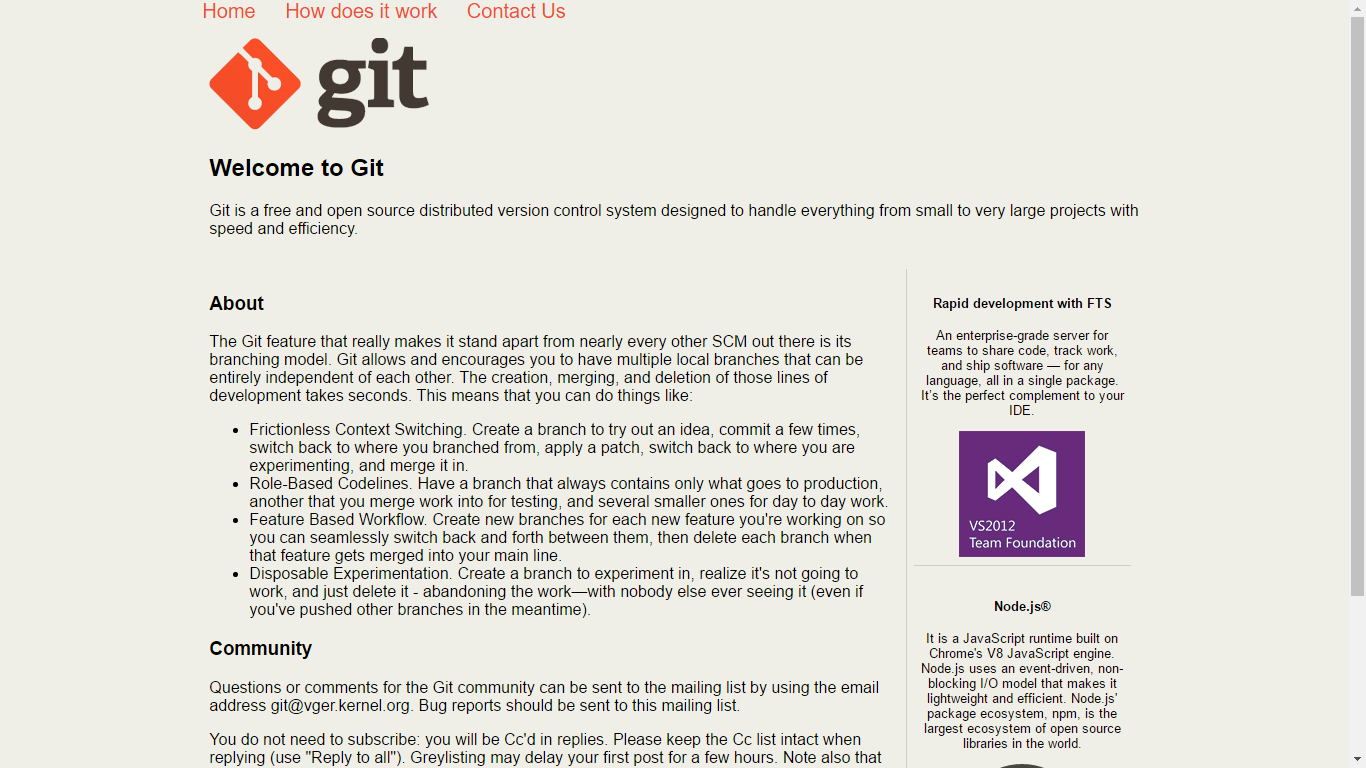 Home How does it work Contact Us
git
Welcome to Git
Git is a free and open source distributed version control system designed to handle everything from small to very large projects with
speed and efficiency.
About
The Git feature that really makes it stand apart from nearly every other SCM out there is its
branching model. Git allows and encourages you to have multiple local branches that can be
entirely independent of each other. The creation, merging, and deletion of those lines of
development takes seconds. This means that you can do things like:
• Frictionless Context Switching. Create a branch to try out an idea, commit a few times,
switch back to where you branched from, apply a patch, switch back to where you are
experimenting, and merge it in.
• Role-Based Codelines. Have a branch that always contains only what goes to production,
another that you merge work into for testing, and several smaller ones for day to day work.
• Feature Based Workflow. Create new branches for each new feature you're working on so
you can seamlessly switch back and forth between them, then delete each branch when
that feature gets merged into your main line.
• Disposable Experimentation. Create a branch to experiment in, realize it's not going to
work, and just delete it - abandoning the work—with nobody else ever seeing it (even if
you've pushed other branches in the meantime).
Community
Questions or comments for the Git community can be sent to the mailing list by using the email
address git@vger.kernel.org. Bug reports should be sent to this mailing list.
You do not need to subscribe: you will be Cc'd in replies. Please keep the Cc list intact when
replying (use "Reply to all"). Greylisting may delay your first post for a few hours. Note also that
Rapid development with FTS
An enterprise-grade server for
teams to share code, track work,
and ship software — for any
language, all in a single package.
It's the perfect complement to your
IDE.
VS2012
Team Foundation
Node.js®
It is a JavaScript runtime built on
Chrome's V8 JavaScript engine.
Node.js uses an event-driven, non-
blocking I/O model that makes it
lightweight and efficient. Node.js'
package ecosystem, npm, is the
largest ecosystem of open source
libraries in the world.